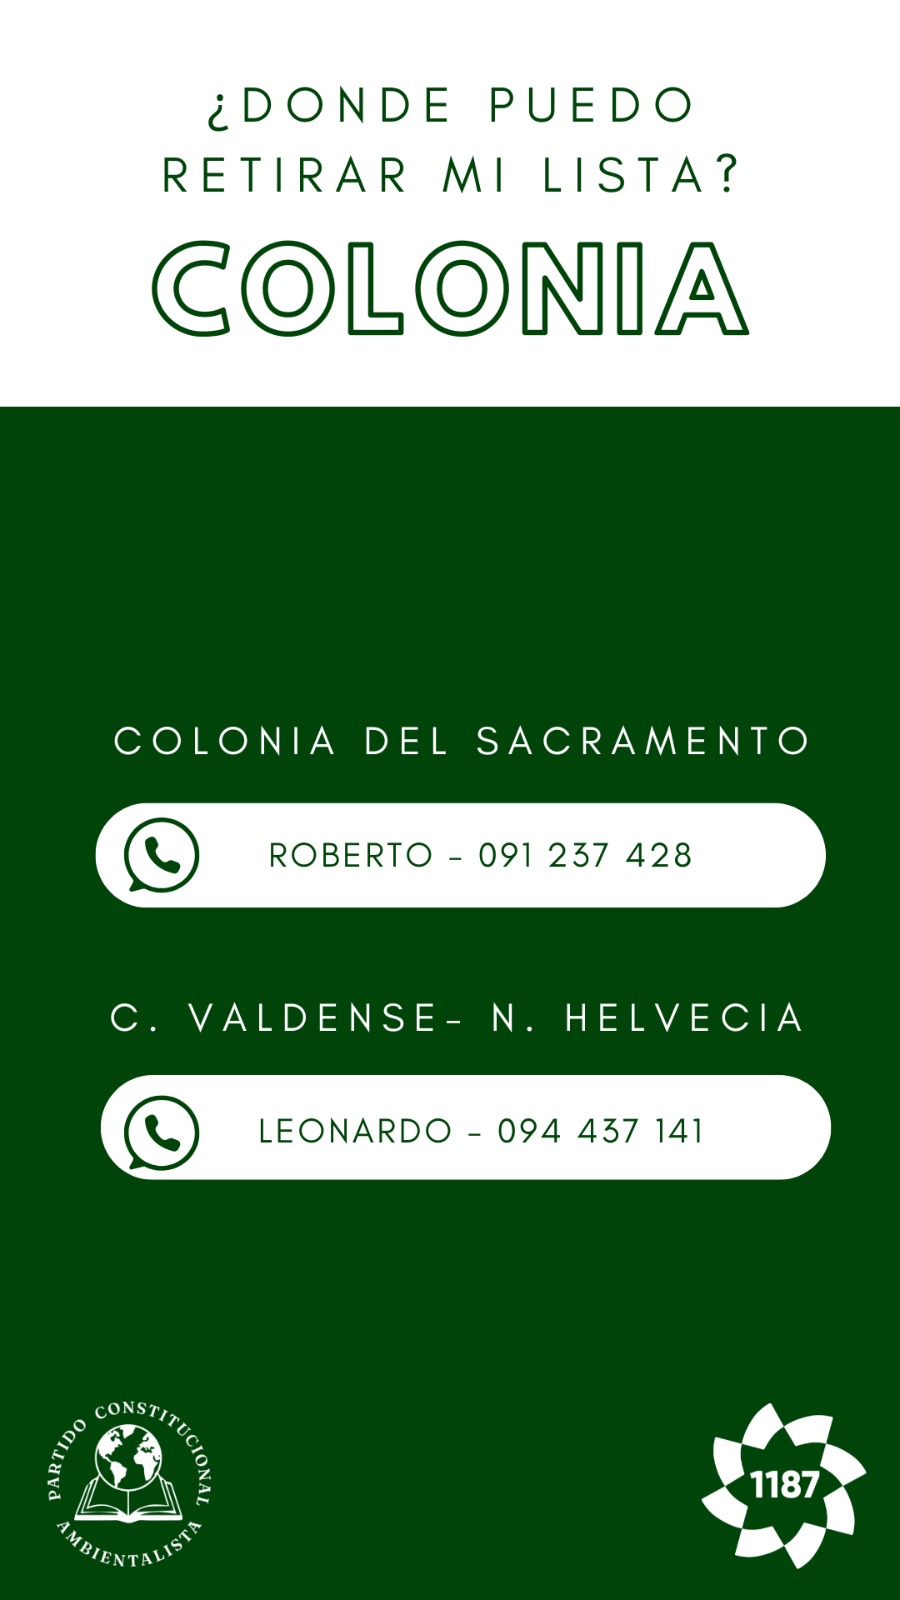 ¿DONDE PUEDO
RETIRAR MI LISTA?
COLONIA
COLONIA DEL SACRAMENTO
ROBERTO - 091 237 428
C. VALDENSE- N. HELVECIA
LEONARDO - 094 437 141
PARTIDO CONSTITUCIONAL
AMBIENTALISTA
1187